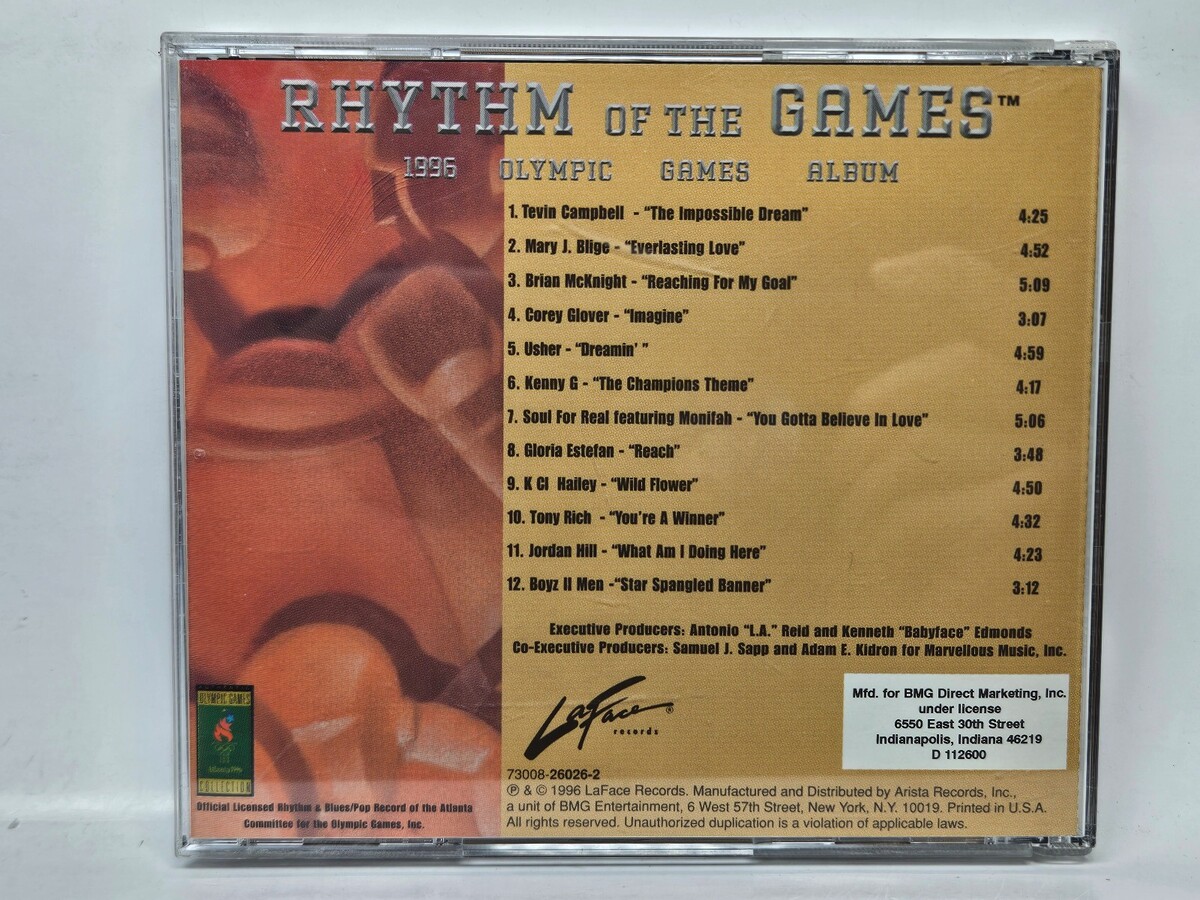 RHYTHM OF THE GAMES™
1996 OLYMPIC GAMES ALBUM
1. Tevin Campbell - "The Impossible Dream" 4:25
2. Mary J. Blige - "Everlasting Love" 4:52
3. Brian McKnight - "Reaching For My Goal" 5:09
4. Corey Glover - "Imagine" 3:07
5. Usher - "Dreamin' " 4:59
6. Kenny G - "The Champions Theme" 4:17
7. Soul For Real featuring Monifah - "You Gotta Believe In Love" 5:06
8. Gloria Estefan - "Reach" 3:48
9. K CI Hailey - "Wild Flower" 4:50
10. Tony Rich - "You're A Winner" 4:32
11. Jordan Hill - "What Am I Doing Here" 4:23
12. Boyz II Men -"Star Spangled Banner" 3:12
Executive Producers: Antonio "L.A." Reid and Kenneth "Babyface" Edmonds
Co-Executive Producers: Samuel J. Sapp and Adam E. Kidron for Marvellous Music, Inc.
LaFace®
records
Mfd. for BMG Direct Marketing, Inc.
under license
6550 East 30th Street
Indianapolis, Indiana 46219
D 112600
OLYMPIC GAMES
Atlanta 1996
COLLECTION
Official Licensed Rhythm & Blues/Pop Record of the Atlanta
Committee for the Olympic Games, Inc.
73008-26026-2
℗ & © 1996 LaFace Records. Manufactured and Distributed by Arista Records, Inc.,
a unit of BMG Entertainment, 6 West 57th Street, New York, N.Y. 10019. Printed in U.S.A.
All rights reserved. Unauthorized duplication is a violation of applicable laws.